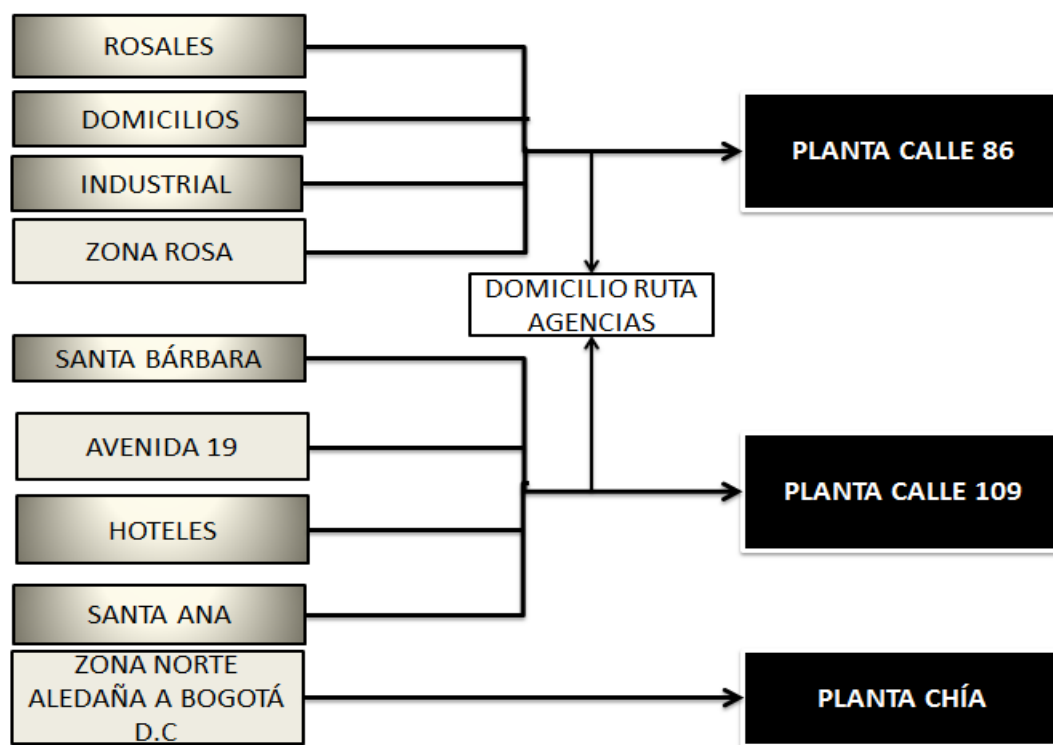 ROSALES
DOMICILIOS
INDUSTRIAL
ZONA ROSA
PLANTA CALLE 86
DOMICILIO RUTA
AGENCIAS
SANTA BÁRBARA
AVENIDA 19
HOTELES
SANTA ANA
PLANTA CALLE 109
ZONA NORTE
ALEDAÑA A BOGOTÁ
D.C
PLANTA CHÍA